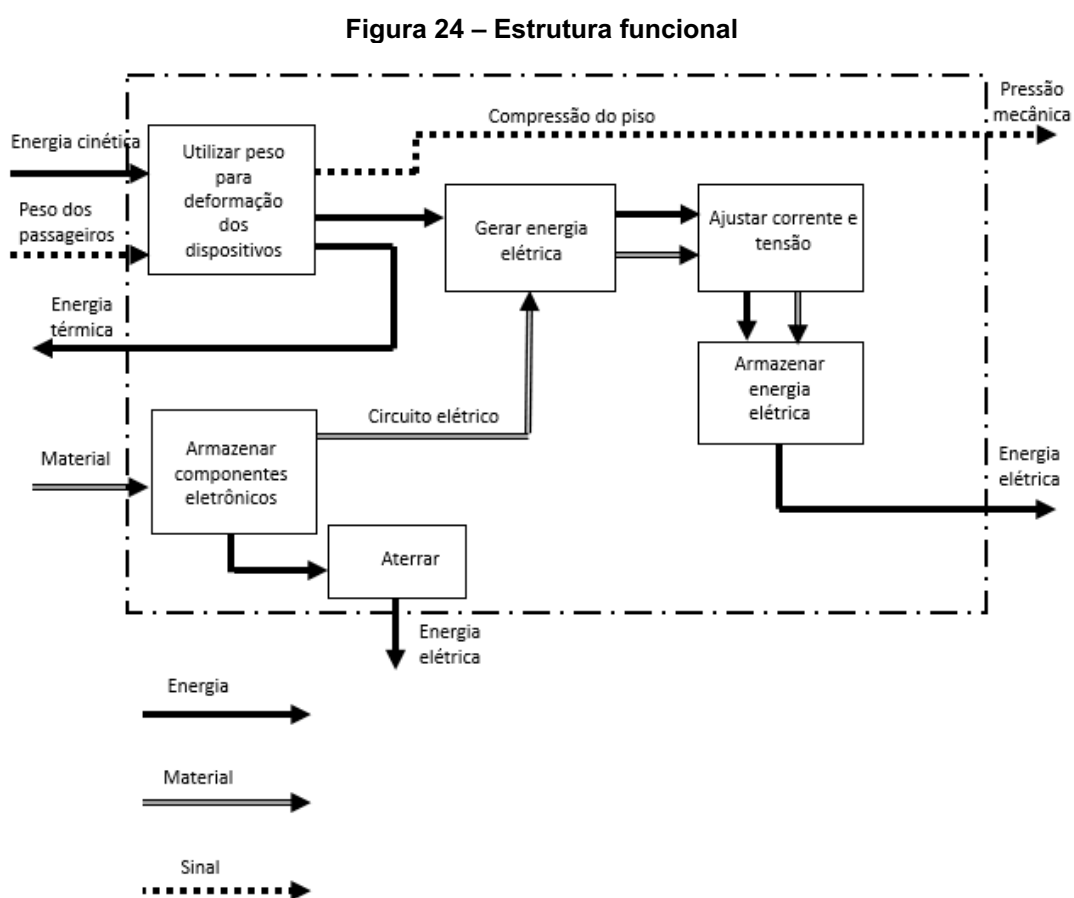 Figura 24 – Estrutura funcional
Pressão
mecânica
Compressão do piso
Energia cinética
Utilizar peso
para
deformação
dos
dispositivos
Peso dos
passageiros
Gerar energia
elétrica
Ajustar corrente e
tensão
Energia
térmica
Armazenar
energia
elétrica
Circuito elétrico
Material
Armazenar
componentes
eletrônicos
Energia
elétrica
Aterrar
Energia
elétrica
Energia
Material
Sinal